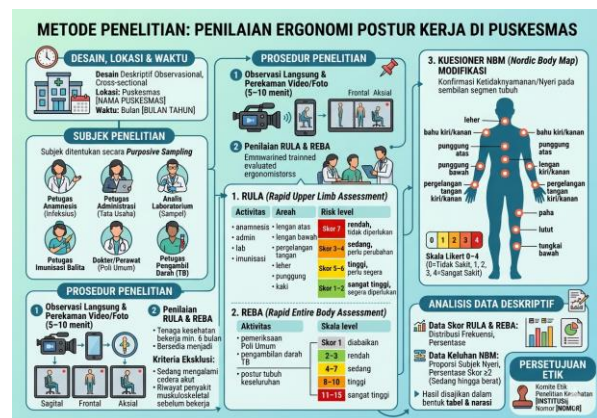 METODE PENELITIAN: PENILAIAN ERGONOMI POSTUR KERJA DI PUSKESMAS
DESAIN, LOKASI & WAKTU
Desain Deskriptif Observasional,
Cross-sectional
Lokasi: Puskesmas
[NAMA PUSKESMAS]
Waktu: Bulan [BULAN TAHUN]
SUBJEK PENELITIAN
Subjek ditentukan secara Purposive Sampling
Petugas
Anamnesis
(Infeksius)
Petugas
Administrasi
(Tata Usaha)
Analis
Laboratorium
(Sampel)
Petugas
Imunisasi Balita
Dokter/Perawat
(Poli Umum)
Petugas
Pengambil
Darah (TB)
PROSEDUR PENELITIAN
1 Observasi Langsung &
Perekaman Video/Foto
(5–10 menit)
Sagital
Frontal
Aksial
2 Penilaian
RULA & REBA
• Tenaga kesehatan
bekerja min. 6 bulan
• Bersedia menjadi
Kriteria Eksklusi:
• Sedang mengalami
cedera akut
• Riwayat penyakit
muskuloskeletal
sebelum bekerja
PROSEDUR PENELITIAN
1 Observasi Langsung &
Perekaman Video/Foto
(5–10 menit)
Frontal Aksial
2 Penilaian RULA & REBA
Emnwarined trainned
evaluated
ergonomistorss
1. RULA (Rapid Upper Limb Assessment)
Activitas
• anamnesis
• admin
• lab
• imunisasi
Areah
• lengan atas
• lengan bawah
• pergelangan
tangan
• leher
• punggung
• kaki
Risk level
Skor 7 rendah,
tidak diperlukan
Skor 3–4 sedang,
perlu perubahan
Skor 5–6 tinggi,
perlu segera
Skor 1–2 sangat tinggi,
segera diperlukan
2. REBA (Rapid Entire Body Assessment)
Aktivitas
• pemeriksaan
Poli Umum
• pengambilan darah
TB
• postur tubuh
keseluruhan
Skala level
Skor 1 diabaikan
2–3 rendah
4–7 sedang
8–10 tinggi
11–15 sangat tinggi
3. KUESIONER NBM (Nordic Body Map)
MODIFIKASI
Konfirmasi Ketidaknyamanan/Nyeri pada
sembilan segmen tubuh
leher
bahu kiri/kanan
punggung
atas
punggung
bawah
pergelangan
tangan
kiri/kanan
bahu kiri/kanan
punggung
atas
lengan
kiri/kanan
pergelangan
tangan
kiri/kanan
paha
lutut
tungkai
bawah
0 1 2 3 4
Skala Likert 0–4
(0=Tidak Sakit, 1, 2,
3, 4=Sangat Sakit)
ANALISIS DATA DESKRIPTIF
Data Skor RULA & REBA:
Distribusi Frekuensi,
Persentase
Data Keluhan NBM:
Proporsi Subjek Nyeri,
Persentase Skor ≥2
(Sedang hingga berat)
• Hasil disajikan dalam
bentuk tabel & narasi
PERSETUJUAN
ETIK
Komite Etik
Penelitian Kesehatan